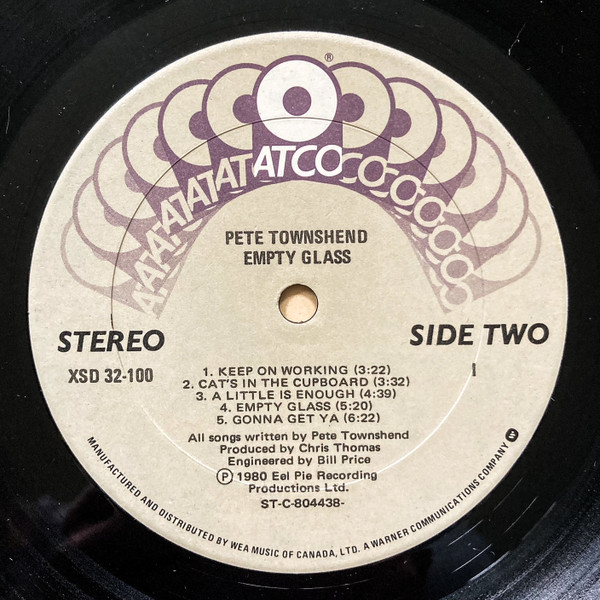 ®
ATCO
PETE TOWNSHEND
EMPTY GLASS
STEREO
SIDE TWO
XSD 32-100
1. KEEP ON WORKING (3:22)
2. CAT'S IN THE CUPBOARD (3:32)
3. A LITTLE IS ENOUGH (4:39)
4. EMPTY GLASS (5:20)
5. GONNA GET YA (6:22)
All songs written by Pete Townshend
Produced by Chris Thomas
Engineered by Bill Price
Ⓟ 1980 Eel Pie Recording
Productions Ltd.
ST-C-804438-
MANUFACTURED AND DISTRIBUTED BY WEA MUSIC OF CANADA, LTD. A WARNER COMMUNICATIONS COMPANY